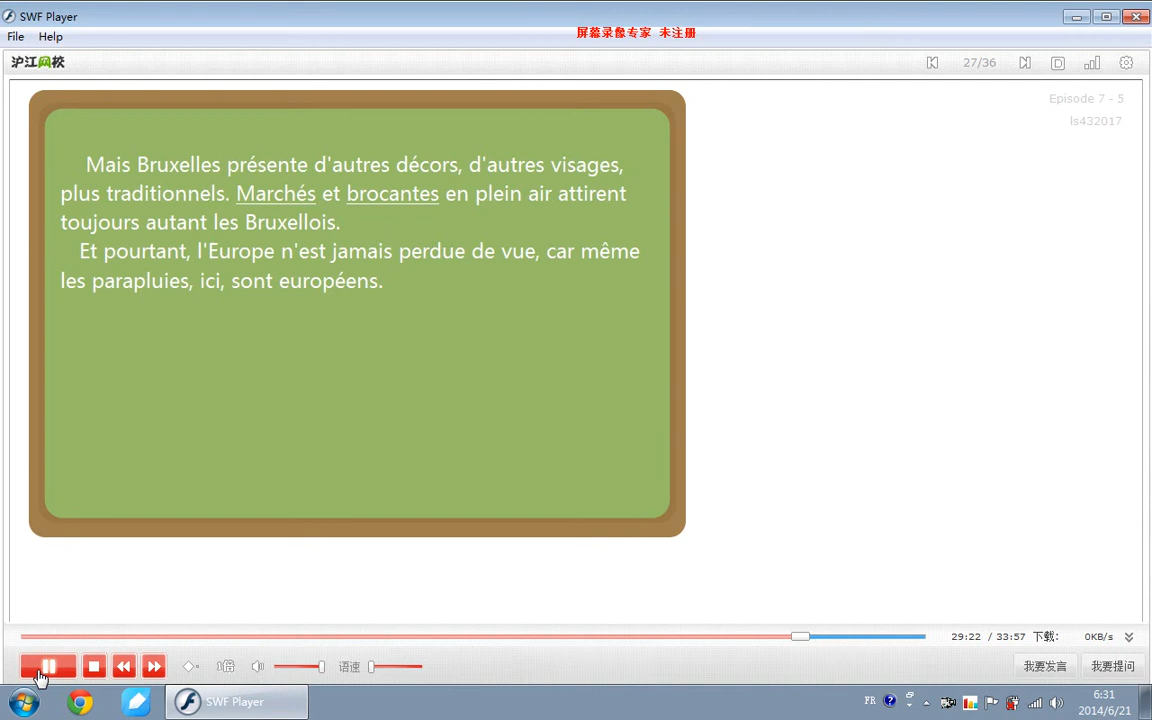 SWF Player
File Help
屏幕录像专家 未注册
沪江网校
27/36
D
Episode 7 - 5
ls432017
Mais Bruxelles présente d'autres décors, d'autres visages,
plus traditionnels. Marchés et brocantes en plein air attirent
toujours autant les Bruxellois.
Et pourtant, l'Europe n'est jamais perdue de vue, car même
les parapluies, ici, sont européens.
29:22 / 33:57 下载: 0KB/s
1倍 语速 我要发言 我要提问
SWF Player
FR
6:31
2014/6/21